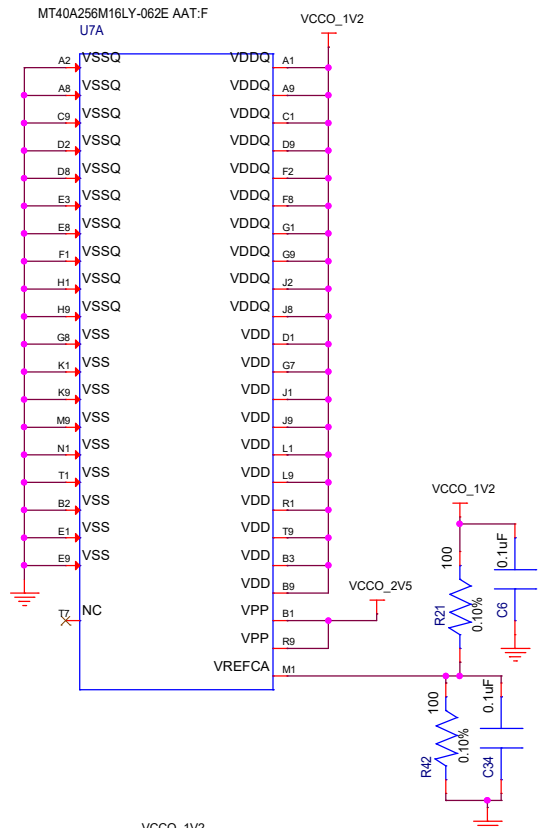 MT40A256M16LY-062E AAT:F
U7A
VCCO_1V2
A2 VSSQ VDDQ A1
A8 VSSQ VDDQ A9
C9 VSSQ VDDQ C1
D2 VSSQ VDDQ D9
D8 VSSQ VDDQ F2
E3 VSSQ VDDQ F8
E8 VSSQ VDDQ G1
F1 VSSQ VDDQ G9
H1 VSSQ VDDQ J2
H9 VSSQ VDDQ J8
G8 VSS VDD D1
K1 VSS VDD G7
K9 VSS VDD J1
M9 VSS VDD J9
N1 VSS VDD L1
T1 VSS VDD L9
B2 VSS VDD R1
E1 VSS VDD T9
E9 VSS VDD B3
VDD B9
T7 NC VPP B1
VPP R9
VREFCA M1
VCCO_2V5
VCCO_1V2
100
R21
0.10%
0.1uF
C6
100
R42
0.10%
0.1uF
C34
VCCO_1V2